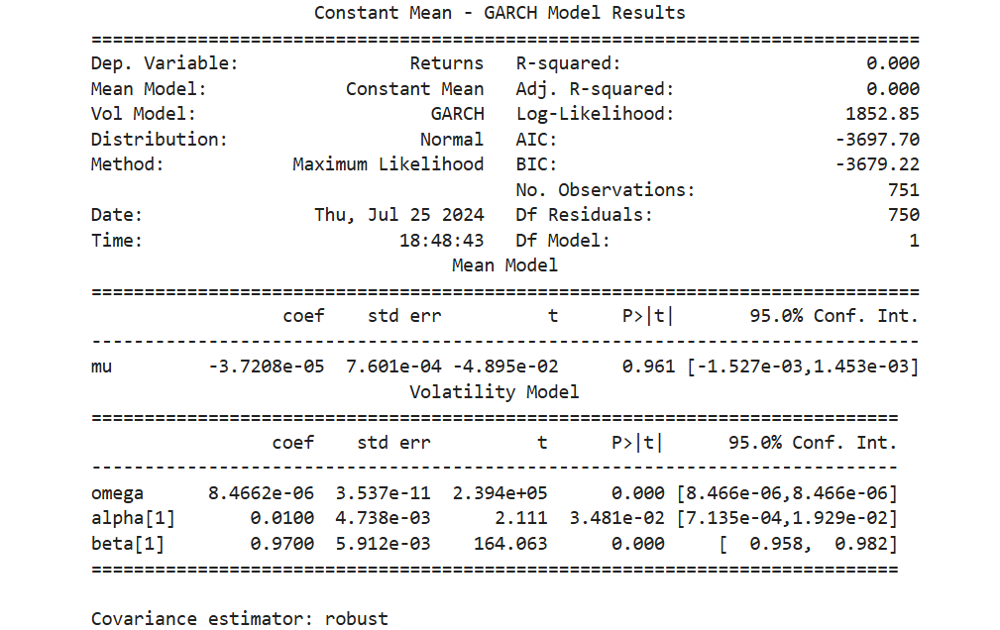 Constant Mean - GARCH Model Results
==============================================================================
Dep. Variable:                Returns   R-squared:                       0.000
Mean Model:             Constant Mean   Adj. R-squared:                  0.000
Vol Model:                      GARCH   Log-Likelihood:                1852.85
Distribution:                  Normal   AIC:                          -3697.70
Method:            Maximum Likelihood   BIC:                          -3679.22
No. Observations:                  751
Date:                Thu, Jul 25 2024   Df Residuals:                      750
Time:                        18:48:43   Df Model:                            1
Mean Model
==============================================================================
coef    std err          t      P>|t|       95.0% Conf. Int.
------------------------------------------------------------------------------
mu         -3.7208e-05  7.601e-04 -4.895e-02      0.961 [-1.527e-03,1.453e-03]
Volatility Model
============================================================================
coef    std err          t      P>|t|      95.0% Conf. Int.
----------------------------------------------------------------------------
omega      8.4662e-06  3.537e-11  2.394e+05      0.000 [8.466e-06,8.466e-06]
alpha[1]       0.0100  4.738e-03      2.111  3.481e-02 [7.135e-04,1.929e-02]
beta[1]        0.9700  5.912e-03    164.063      0.000     [  0.958,  0.982]
============================================================================
Covariance estimator: robust